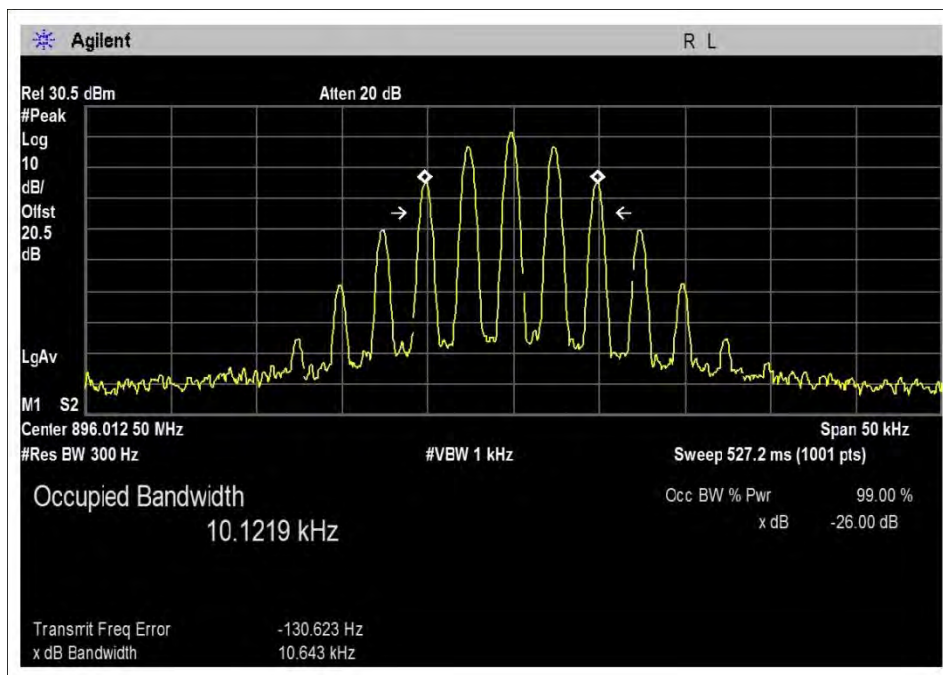 Agilent
R L
Ref 30.5 dBm
Atten 20 dB
#Peak
Log
10
dB/
Offst
20.5
dB
LgAv
M1 S2
Center 896.012 50 MHz
Span 50 kHz
#Res BW 300 Hz
#VBW 1 kHz
Sweep 527.2 ms (1001 pts)
Occupied Bandwidth
10.1219 kHz
Occ BW % Pwr 99.00 %
x dB -26.00 dB
Transmit Freq Error -130.623 Hz
x dB Bandwidth 10.643 kHz